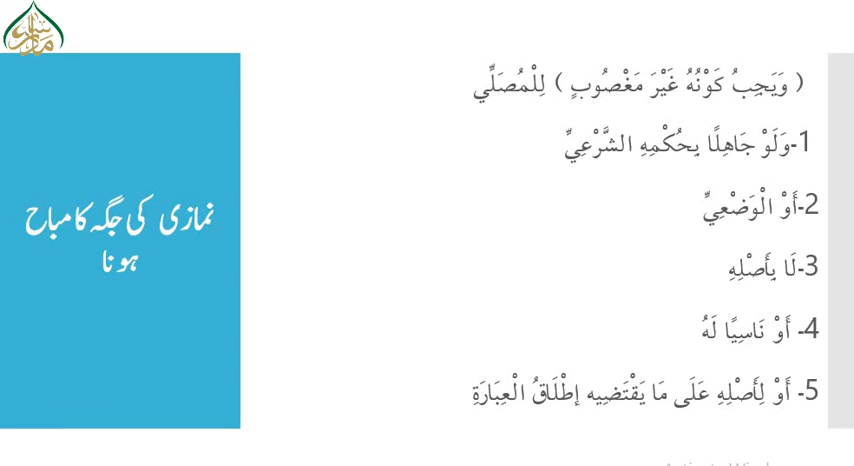 ( وَيَجِبُ كَوْنُهُ غَيْرَ مَغْصُوبٍ ) لِلْمُصَلِّي
1-وَلَوْ جَاهِلًا بِحُكْمِهِ الشَّرْعِيِّ
2-أَوْ الْوَضْعِيِّ
3-لَا بِأَصْلِهِ
4- أَوْ نَاسِيًا لَهُ
5- أَوْ لِأَصْلِهِ عَلَى مَا يَقْتَضِيه إطْلَاقُ الْعِبَارَةِ
نمازی کی جگہ کا مباح
ہونا